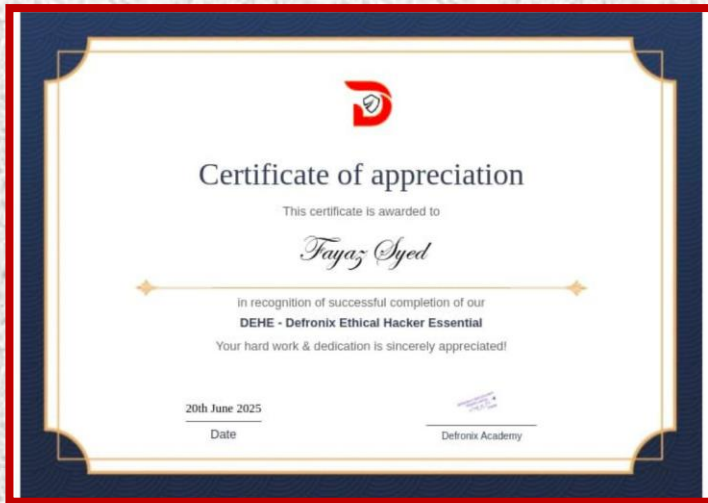 Certificate of appreciation
This certificate is awarded to
Fayaz Syed
in recognition of successful completion of our
DEHE - Defronix Ethical Hacker Essential
Your hard work & dedication is sincerely appreciated!
20th June 2025
Date
Defronix Academy